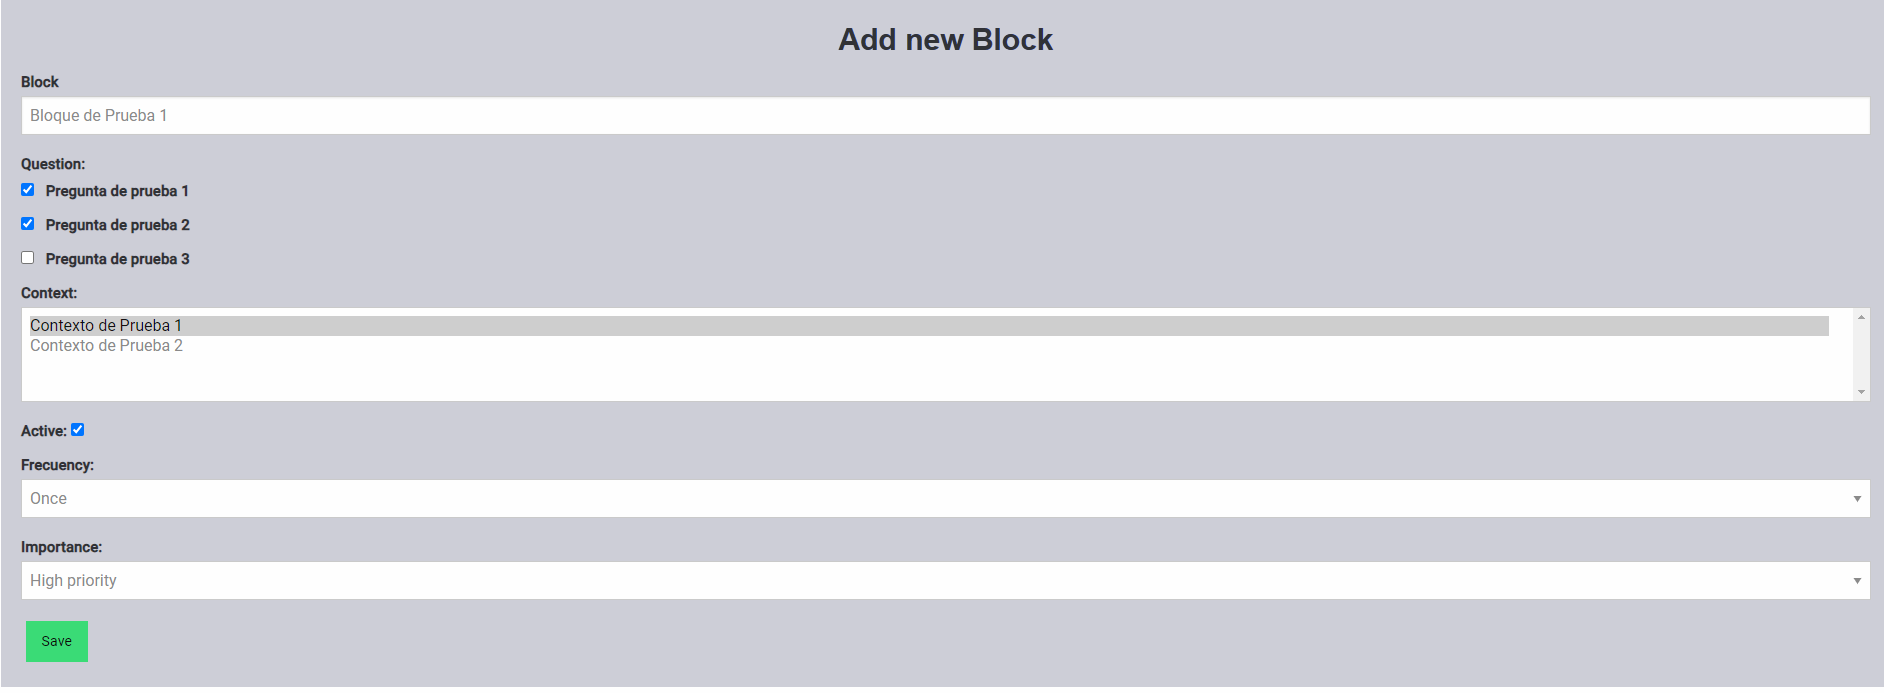 Add new Block
Block
Bloque de Prueba 1
Question:
Pregunta de prueba 1
Pregunta de prueba 2
Pregunta de prueba 3
Context:
Contexto de Prueba 1
Contexto de Prueba 2
Active:
Frecuency:
Once
Importance:
High priority
Save